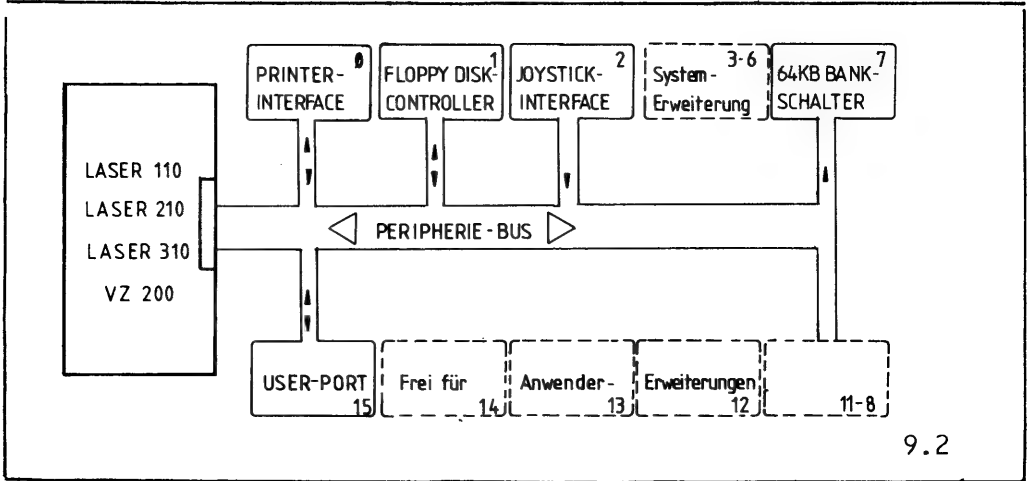 LASER 110
LASER 210
LASER 310
VZ 200
PRINTER-
INTERFACE
0
FLOPPY DISK-
CONTROLLER
1
JOYSTICK-
INTERFACE
2
System-
Erweiterung
3-6
64KB BANK-
SCHALTER
7
PERIPHERIE-BUS
USER-PORT
15
Frei für
14
Anwender-
13
Erweiterungen
12
11-8
9.2